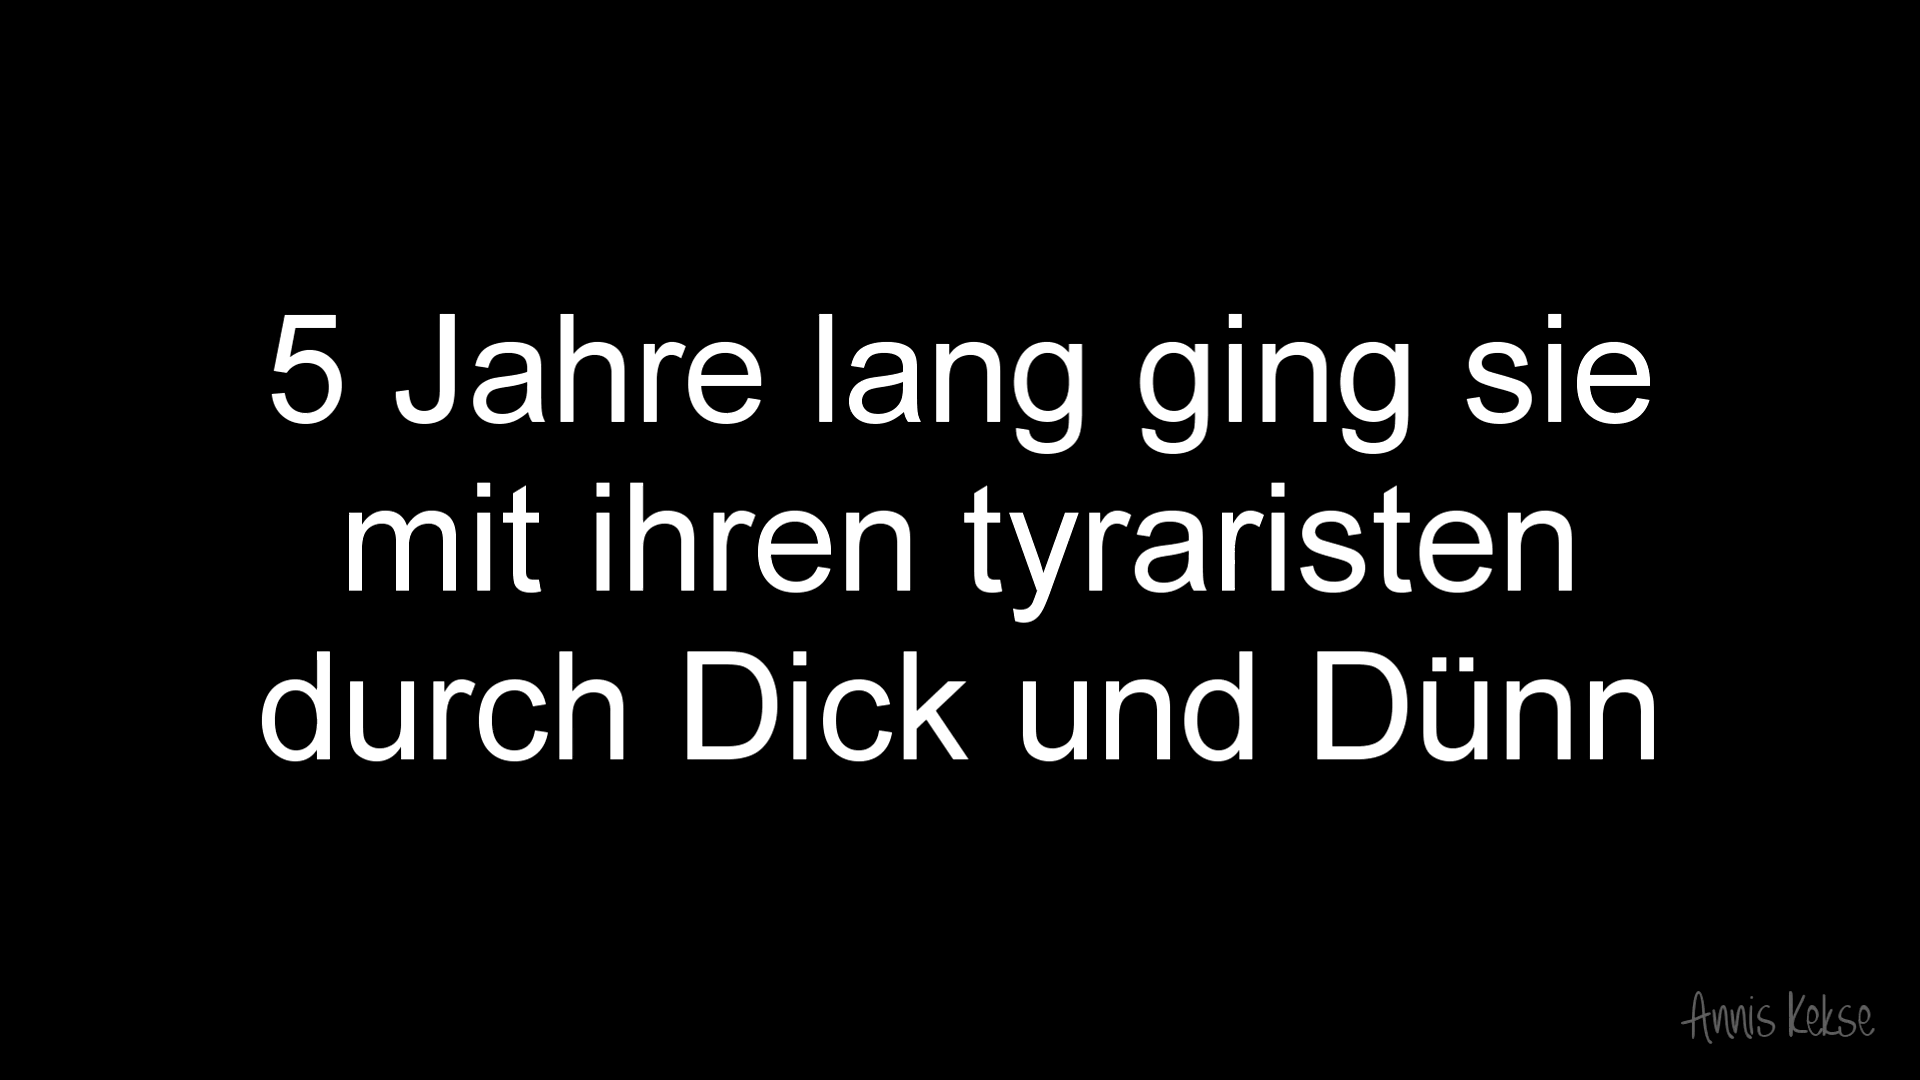 5 Jahre lang ging sie
mit ihren tyraristen
durch Dick und Dünn
Annis Kekse